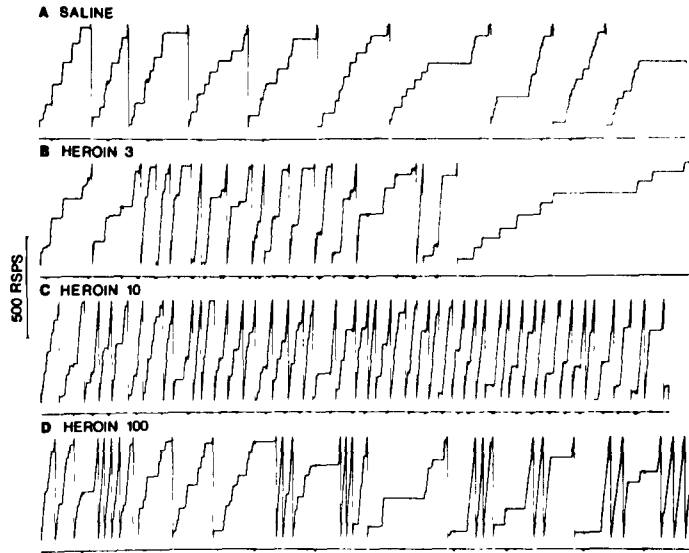 A SALINE
B HEROIN 3
500 RSPS
C HEROIN 10
D HEROIN 100